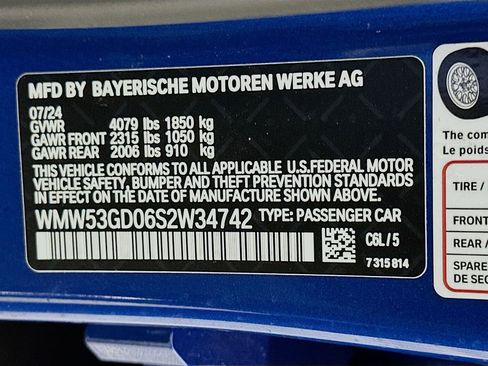 MFD BY BAYERISCHE MOTOREN WERKE AG
07/24
GVWR 4079 lbs 1850 kg
GAWR FRONT 2315 lbs 1050 kg
GAWR REAR 2006 lbs 910 kg
THIS VEHICLE CONFORMS TO ALL APPLICABLE U.S.FEDERAL MOTOR
VEHICLE SAFETY, BUMPER AND THEFT PREVENTION STANDARDS
IN EFFECT ON THE DATE OF MANUFACTURE SHOWN ABOVE.
WMW53GD06S2W34742 TYPE: PASSENGER CAR
C6L/5
7315814
The com
Le poids
TIRE /
FRONT
REAR /
SPARE
DE SEC